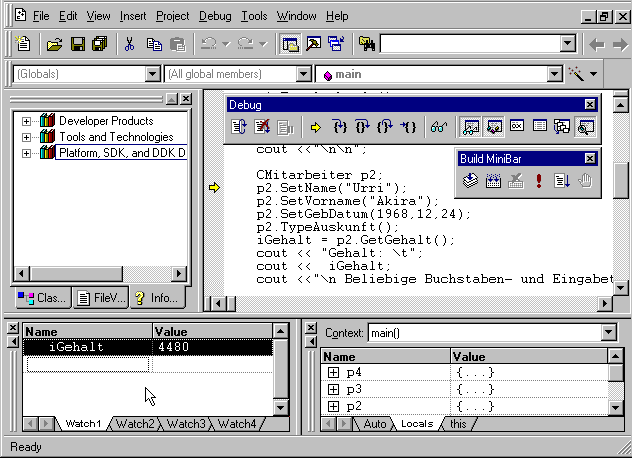 File Edit View Insert Project Debug Tools Window Help
(Globals) (All global members) main
Developer Products
Tools and Technologies
Platform, SDK, and DDK D
Class... FileV... Info...
Debug
Build MiniBar
cout <<"\n\n";
CMitarbeiter p2;
p2.SetName("Urri");
p2.SetVorname("Akira");
p2.SetGebDatum(1968,12,24);
p2.TypeAuskunft();
iGehalt = p2.GetGehalt();
cout << "Gehalt: \t";
cout << iGehalt;
cout <<"\n Beliebige Buchstaben- und Eingabet
Name Value
iGehalt 4480
Watch1 Watch2 Watch3 Watch4
Context: main()
Name Value
p4 {...}
p3 {...}
p2 {...}
Auto Locals this
Ready